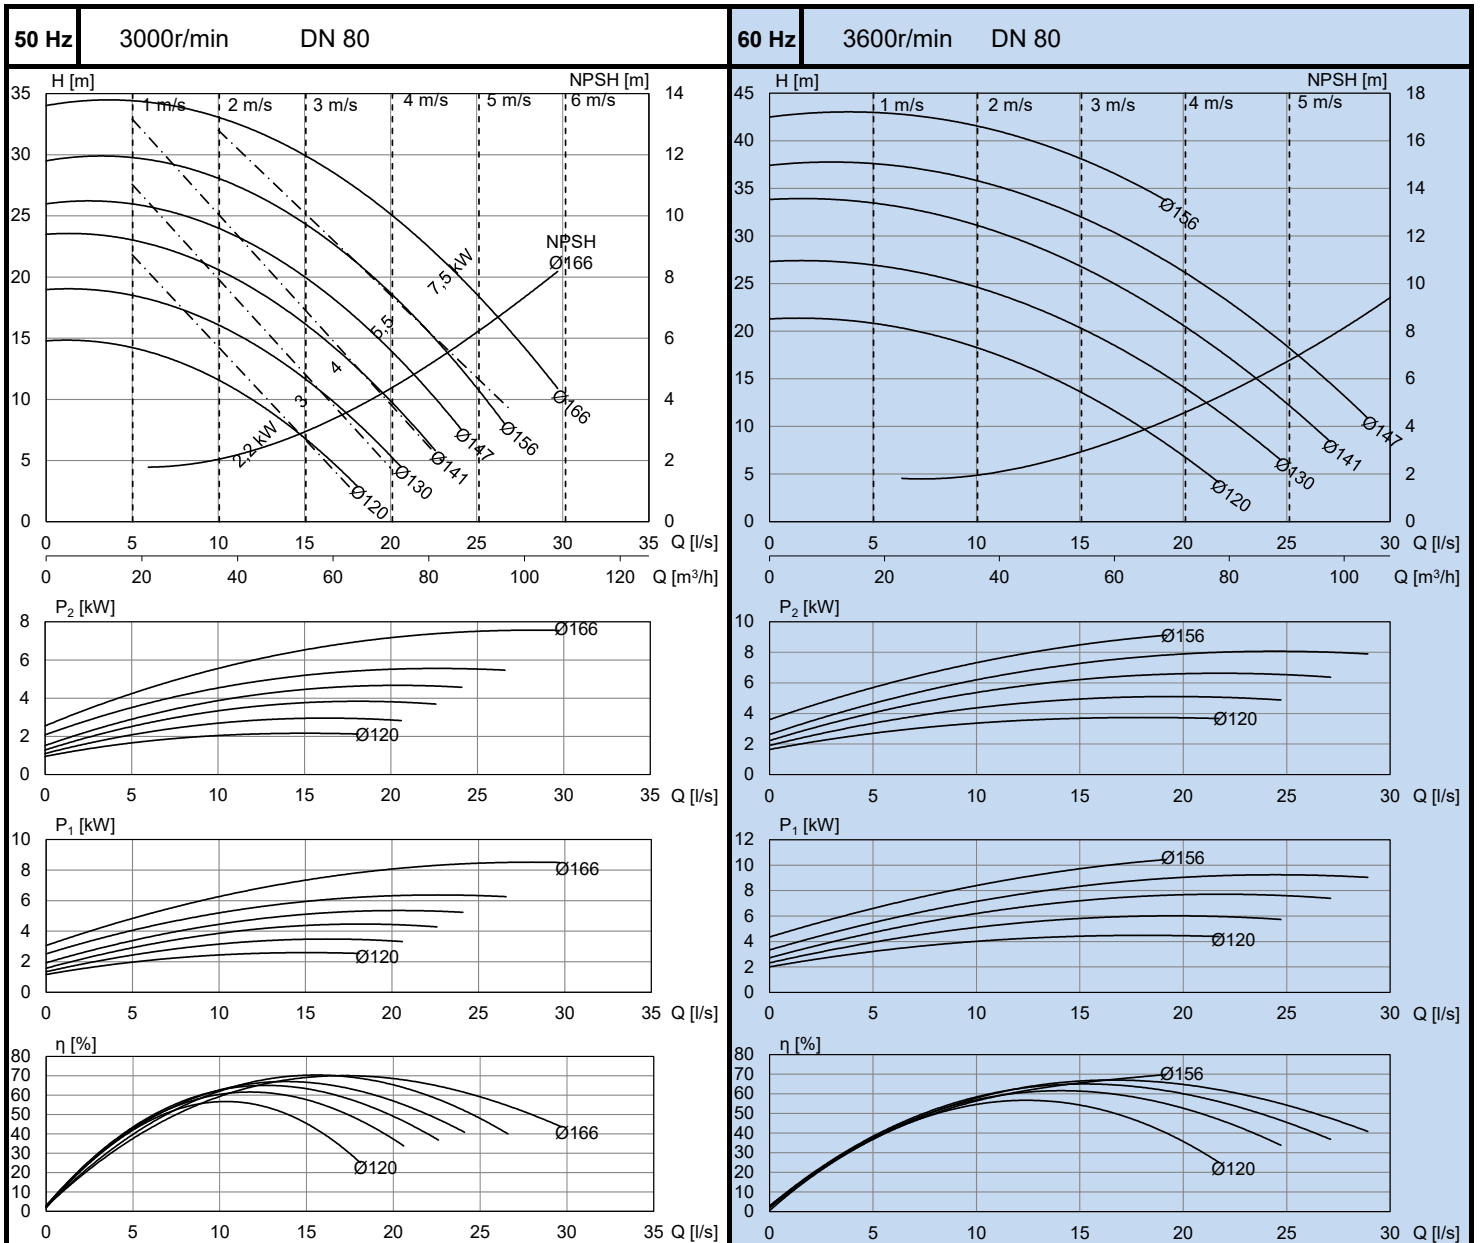 50 Hz 3000r/min DN 80
H [m] NPSH [m]
1 m/s 2 m/s 3 m/s 4 m/s 5 m/s 6 m/s
35 14
30 12
25 10
20 8
15 6
10 4
5 2
0 0
NPSH
Ø166
7,5 kW
5,5
4
3
2,2 kW
Ø166
Ø156
Ø147
Ø141
Ø130
Ø120
0 5 10 15 20 25 30 35 Q [l/s]
0 20 40 60 80 100 120 Q [m³/h]
P₂ [kW]
8
6
4
2
0
Ø166
Ø120
0 5 10 15 20 25 30 35 Q [l/s]
P₁ [kW]
10
8
6
4
2
0
Ø166
Ø120
0 5 10 15 20 25 30 35 Q [l/s]
η [%]
80
70
60
50
40
30
20
10
0
Ø166
Ø120
0 5 10 15 20 25 30 35 Q [l/s]
60 Hz 3600r/min DN 80
H [m] NPSH [m]
1 m/s 2 m/s 3 m/s 4 m/s 5 m/s
45 18
40 16
35 14
30 12
25 10
20 8
15 6
10 4
5 2
0 0
Ø156
Ø147
Ø141
Ø130
Ø120
0 5 10 15 20 25 30 Q [l/s]
0 20 40 60 80 100 Q [m³/h]
P₂ [kW]
10
8
6
4
2
0
Ø156
Ø120
0 5 10 15 20 25 30 Q [l/s]
P₁ [kW]
12
10
8
6
4
2
0
Ø156
Ø120
0 5 10 15 20 25 30 Q [l/s]
η [%]
80
70
60
50
40
30
20
10
0
Ø156
Ø120
0 5 10 15 20 25 30 Q [l/s]